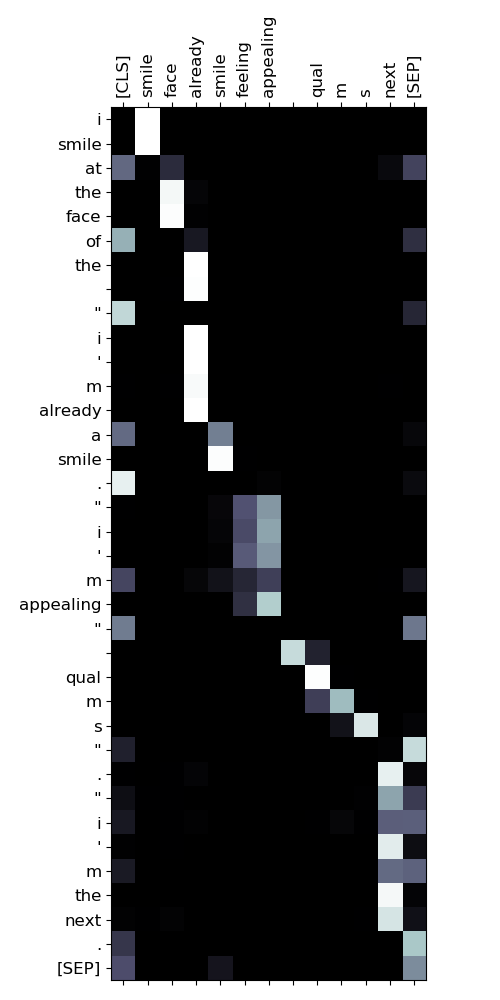 [CLS] smile face already smile feeling appealing qual m s next [SEP]
i
smile
at
the
face
of
the
"
i
'
m
already
a
smile
.
"
i
'
m
appealing
"
qual
m
s
"
.
"
i
'
m
the
next
.
[SEP]